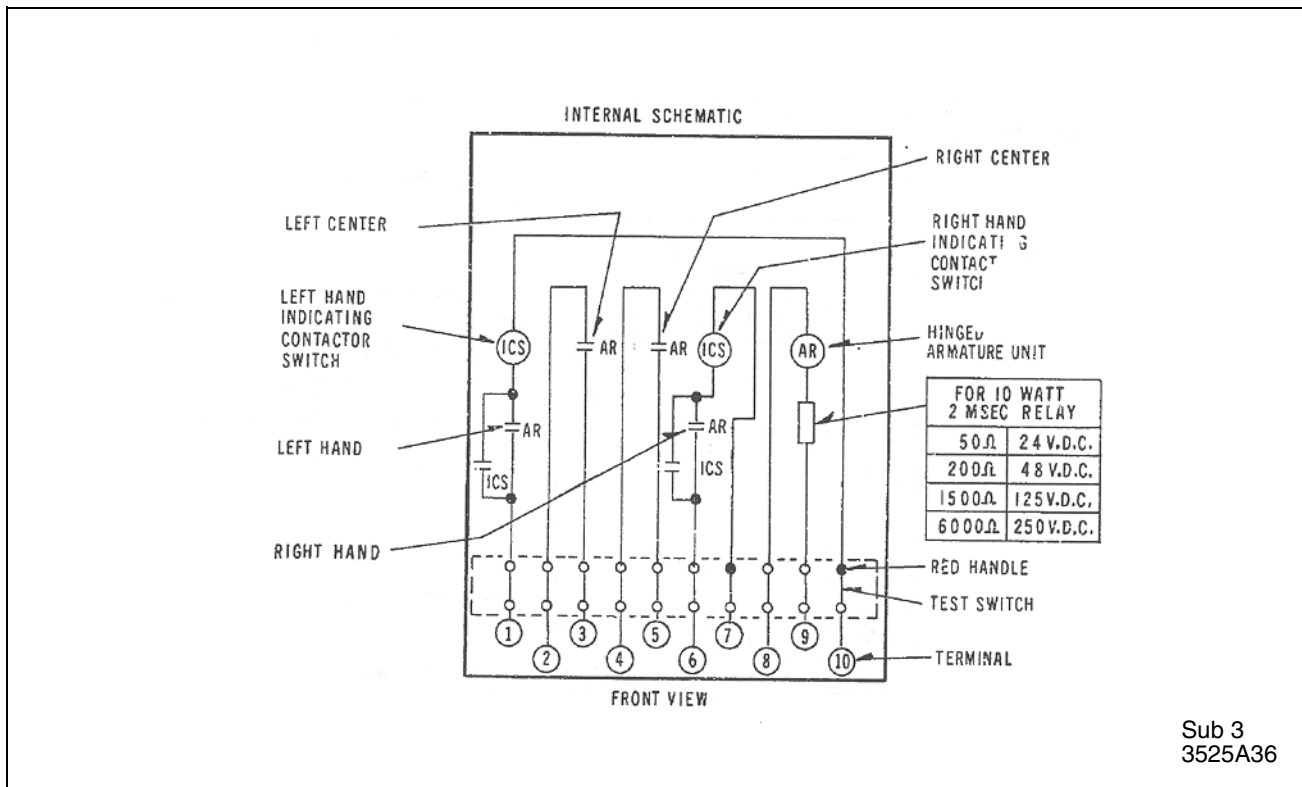 INTERNAL SCHEMATIC
RIGHT CENTER
LEFT CENTER
RIGHT HAND
INDICATI G
CONTACT
SWITCH
LEFT HAND
INDICATING
CONTACTOR
SWITCH
ICS
AR
AR
ICS
AR
HINGED
ARMATURE UNIT
FOR 10 WATT
2 MSEC RELAY
50Ω 24 V.D.C.
200Ω 48 V.D.C.
1500Ω 125 V.D.C.
6000Ω 250 V.D.C.
LEFT HAND
AR
AR
ICS
ICS
RIGHT HAND
RED HANDLE
TEST SWITCH
1
3
5
7
9
2
4
6
8
10
TERMINAL
FRONT VIEW
Sub 3
3525A36